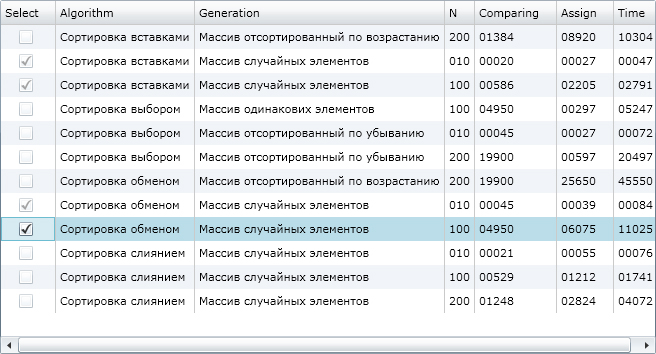 Select Algorithm Generation N Comparing Assign Time
Сортировка вставками Массив отсортированный по возрастанию 200 01384 08920 10304
Сортировка вставками Массив случайных элементов 010 00020 00027 00047
Сортировка вставками Массив случайных элементов 100 00586 02205 02791
Сортировка выбором Массив одинакових элементов 100 04950 00297 05247
Сортировка выбором Массив отсортированный по убыванию 010 00045 00027 00072
Сортировка выбором Массив отсортированный по убыванию 200 19900 00597 20497
Сортировка обменом Массив отсортированный по возрастанию 200 19900 25650 45550
Сортировка обменом Массив случайных элементов 010 00045 00039 00084
Сортировка обменом Массив случайных элементов 100 04950 06075 11025
Сортировка слиянием Массив случайных элементов 010 00021 00055 00076
Сортировка слиянием Массив случайных элементов 100 00529 01212 01741
Сортировка слиянием Массив случайных элементов 200 01248 02824 04072